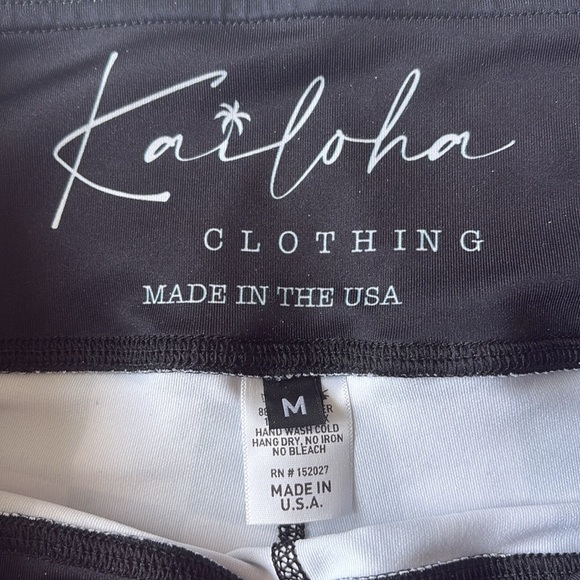 Kailoha
CLOTHING
MADE IN THE USA
M
HAND WASH COLD
HANG DRY, NO IRON
NO BLEACH
RN # 152027
MADE IN
U.S.A.